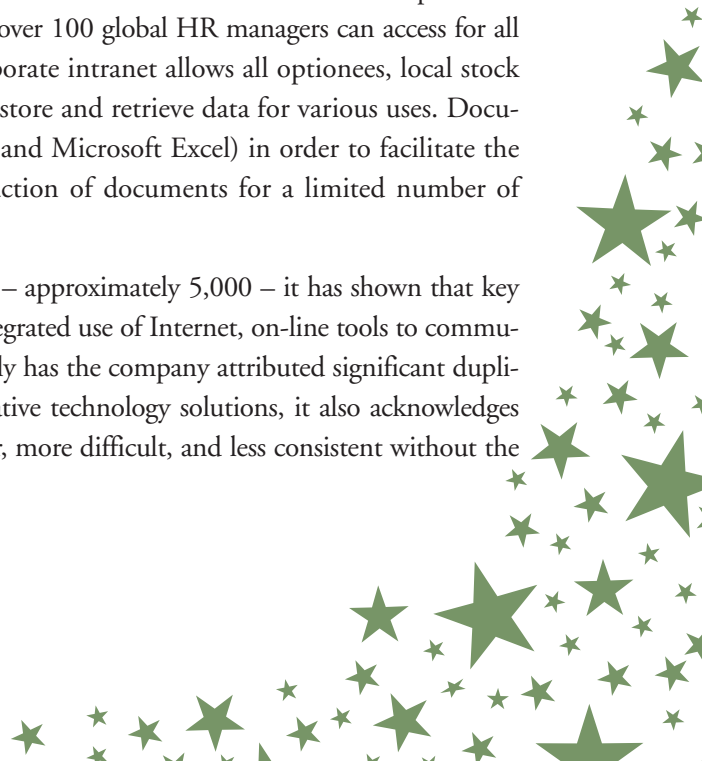 over 100 global HR managers can access for all
porate intranet allows all optionees, local stock
store and retrieve data for various uses. Docu-
and Microsoft Excel) in order to facilitate the
ction of documents for a limited number of
– approximately 5,000 – it has shown that key
egrated use of Internet, on-line tools to commu-
ly has the company attributed significant dupli-
ative technology solutions, it also acknowledges
, more difficult, and less consistent without the